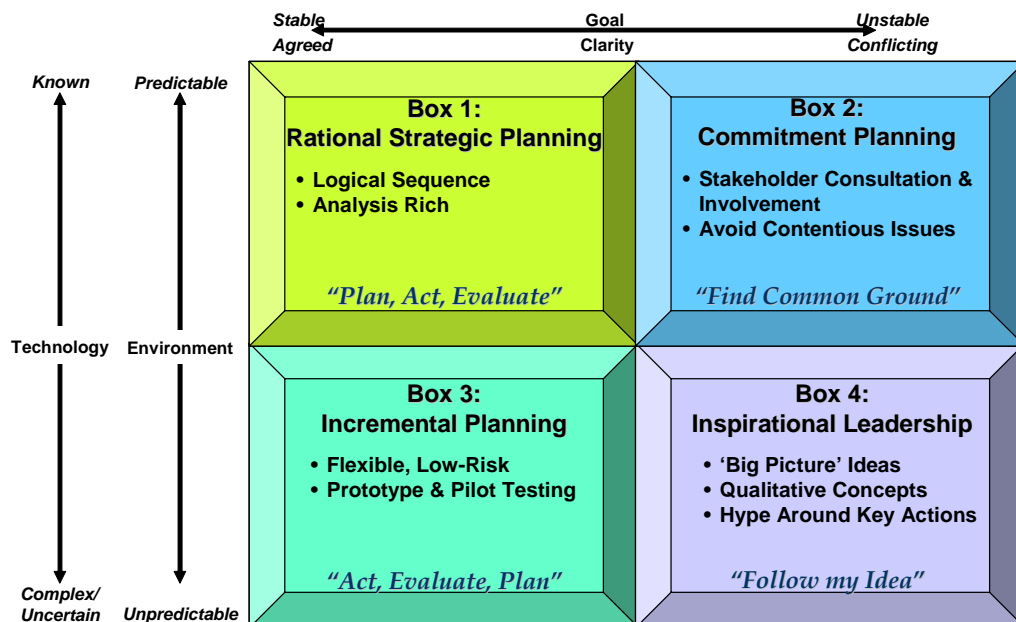 Stable Goal Unstable
Agreed Clarity Conflicting
Known Predictable
Box 1:
Rational Strategic Planning
• Logical Sequence
• Analysis Rich
“Plan, Act, Evaluate”
Box 2:
Commitment Planning
• Stakeholder Consultation &
Involvement
• Avoid Contentious Issues
“Find Common Ground”
Technology Environment
Box 3:
Incremental Planning
• Flexible, Low-Risk
• Prototype & Pilot Testing
“Act, Evaluate, Plan”
Box 4:
Inspirational Leadership
• ‘Big Picture’ Ideas
• Qualitative Concepts
• Hype Around Key Actions
“Follow my Idea”
Complex/
Uncertain Unpredictable